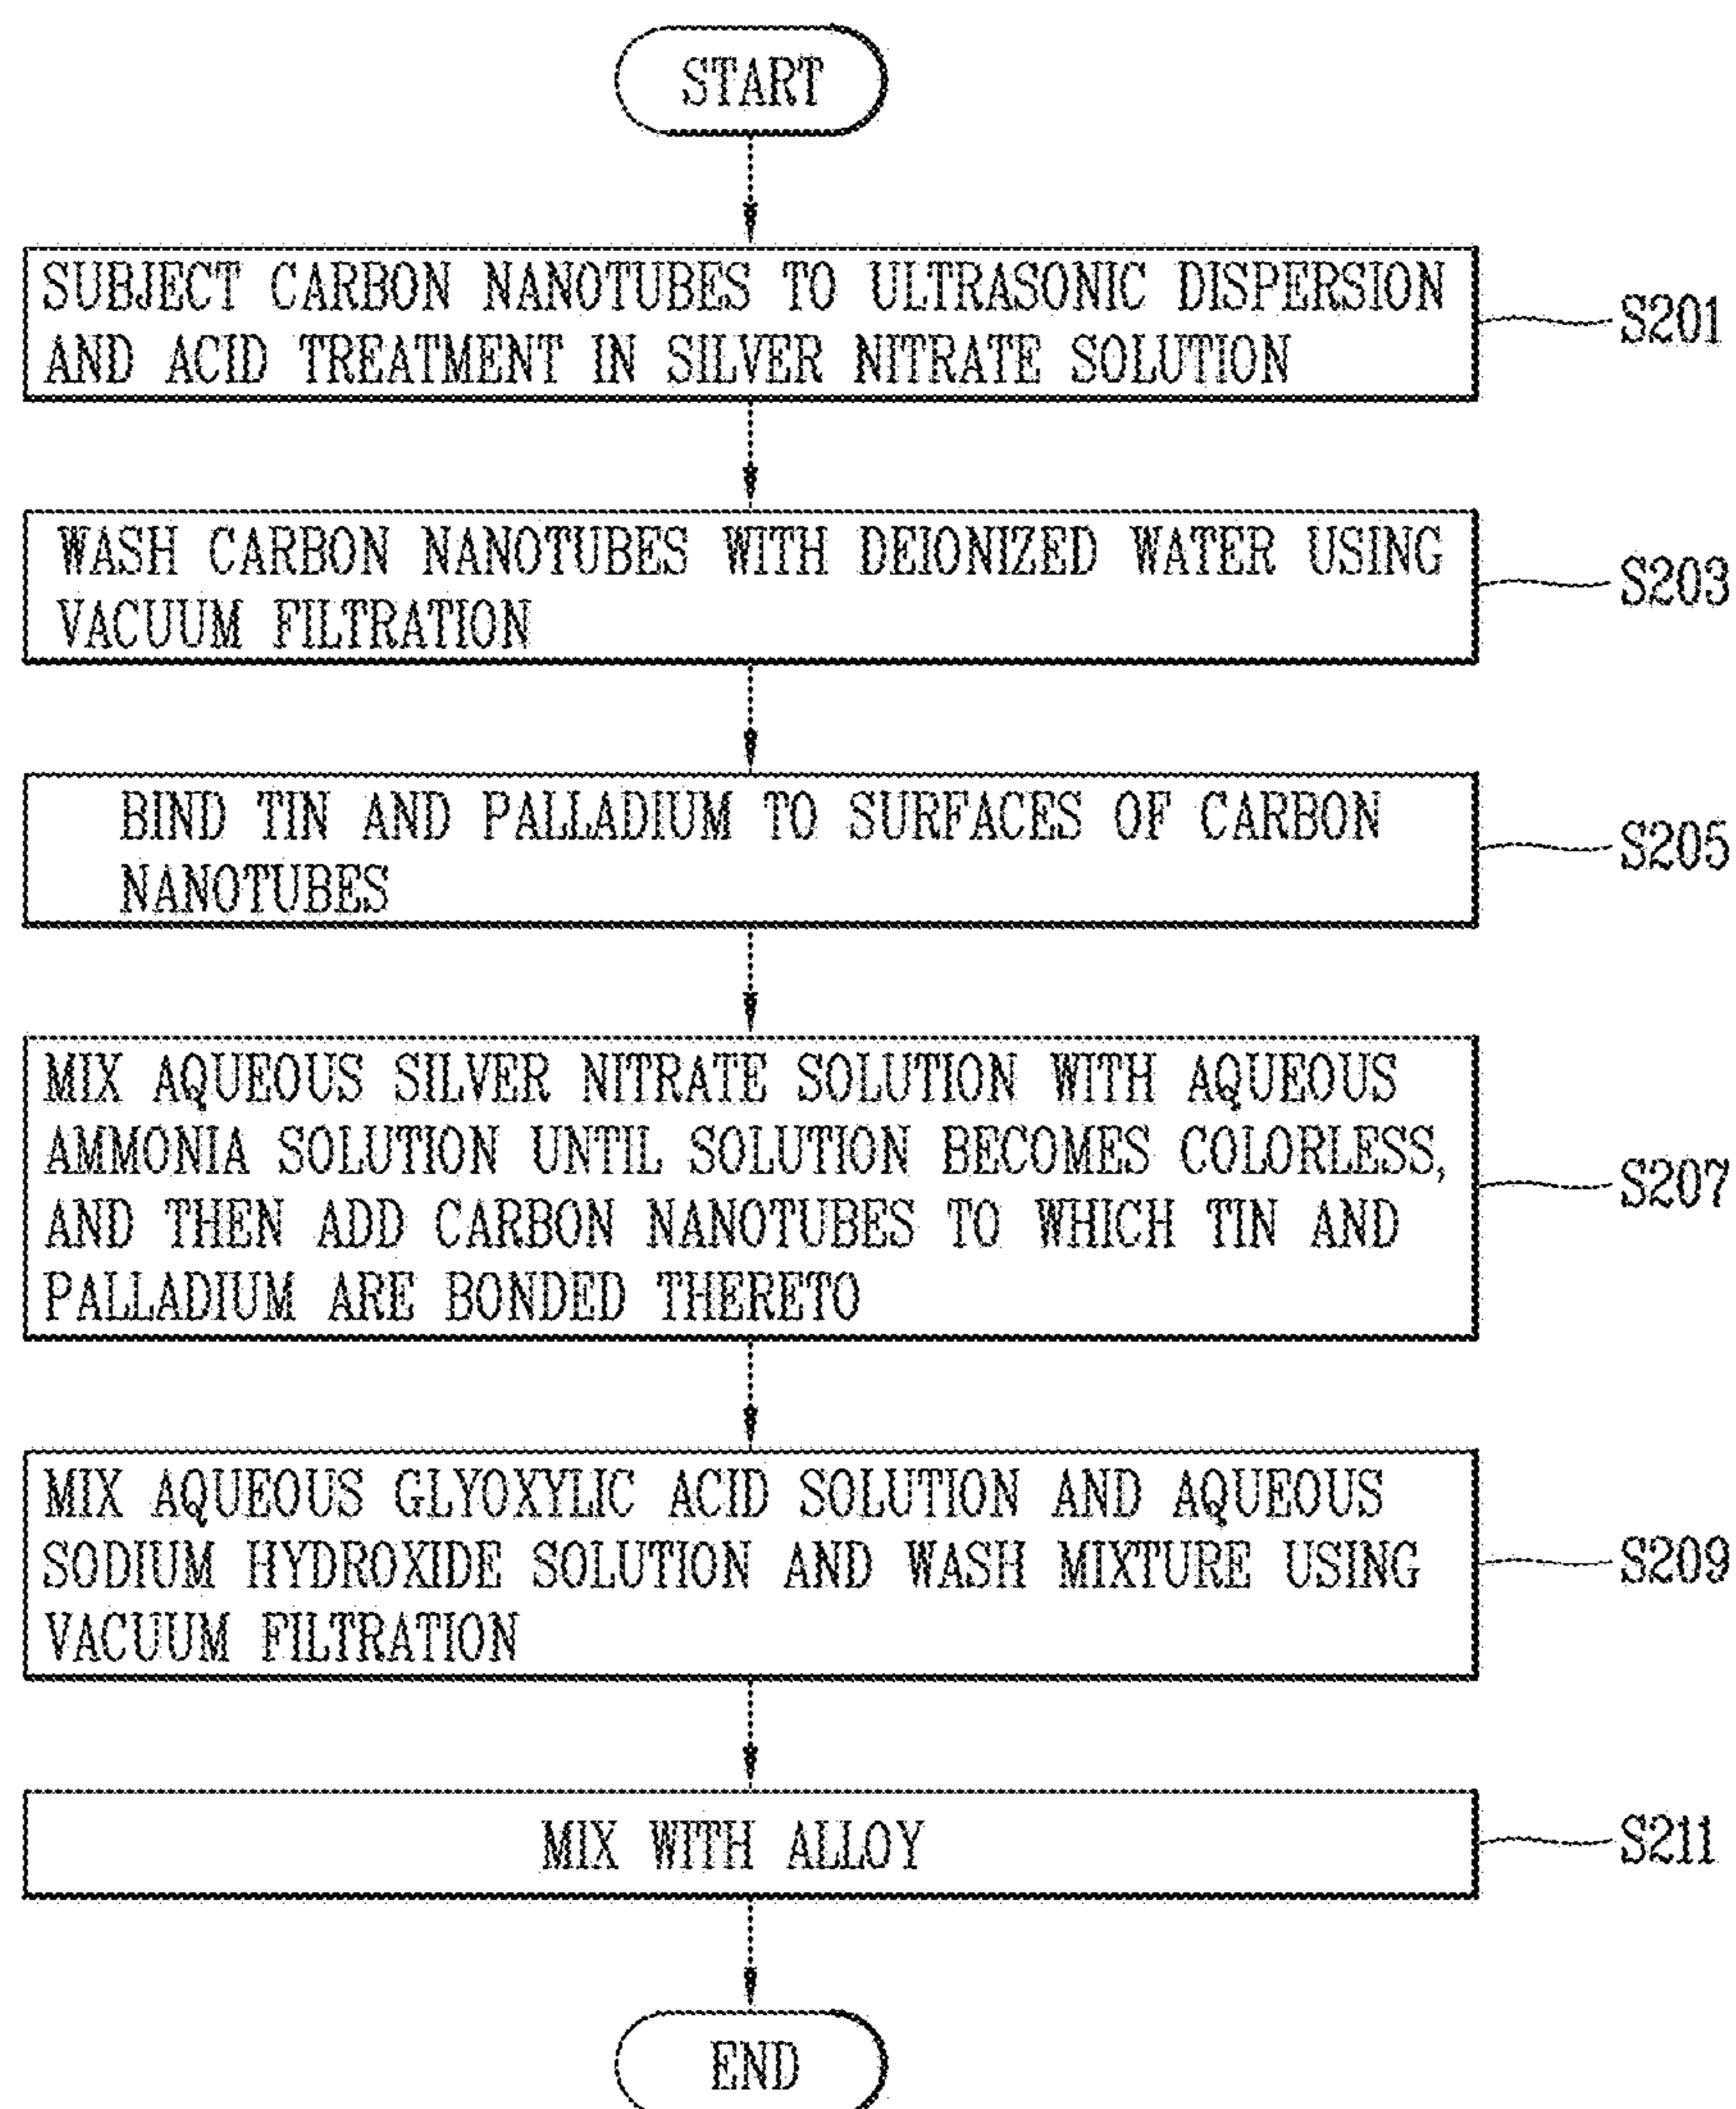 START
SUBJECT CARBON NANOTUBES TO ULTRASONIC DISPERSION
AND ACID TREATMENT IN SILVER NITRATE SOLUTION
S201
WASH CARBON NANOTUBES WITH DEIONIZED WATER USING
VACUUM FILTRATION
S203
BIND TIN AND PALLADIUM TO SURFACES OF CARBON
NANOTUBES
S205
MIX AQUEOUS SILVER NITRATE SOLUTION WITH AQUEOUS
AMMONIA SOLUTION UNTIL SOLUTION BECOMES COLORLESS,
AND THEN ADD CARBON NANOTUBES TO WHICH TIN AND
PALLADIUM ARE BONDED THERETO
S207
MIX AQUEOUS GLYOXYLIC ACID SOLUTION AND AQUEOUS
SODIUM HYDROXIDE SOLUTION AND WASH MIXTURE USING
VACUUM FILTRATION
S209
MIX WITH ALLOY
S211
END